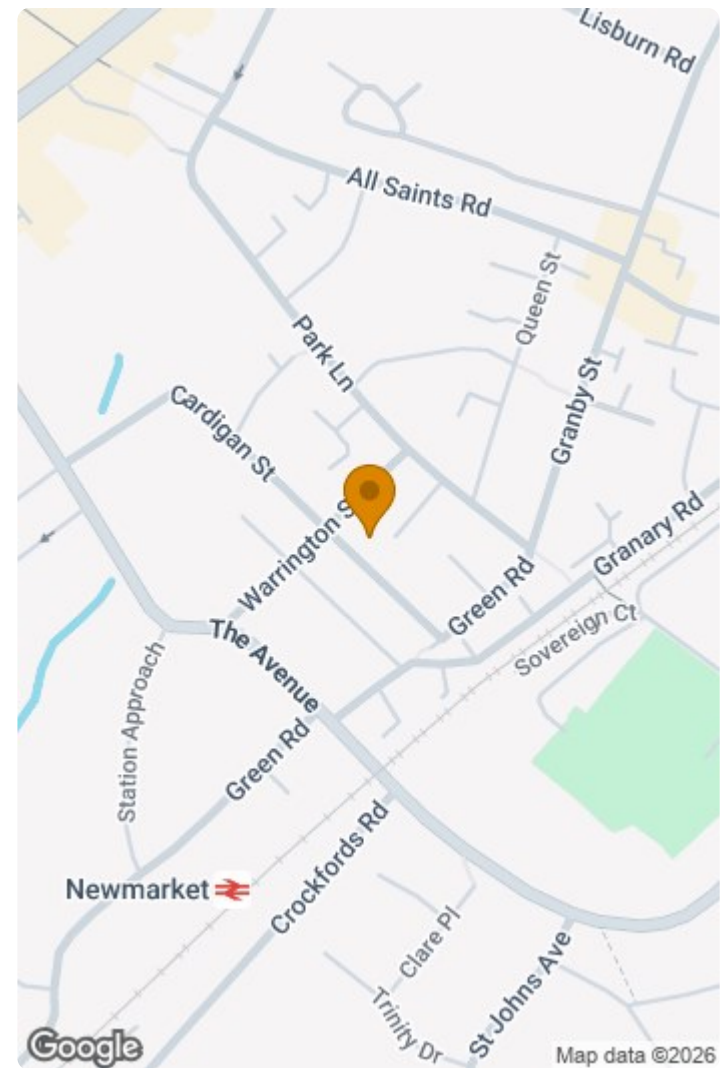 Lisburn Rd
All Saints Rd
Queen St
Park Ln
Granby St
Cardigan St
Granary Rd
Warrington S
Green Rd
Sovereign Ct
The Avenue
Station Approach
Green Rd
Crockfords Rd
Newmarket
Clare Pl
St Johns Ave
Trinity Dr
Google
Map data ©2026